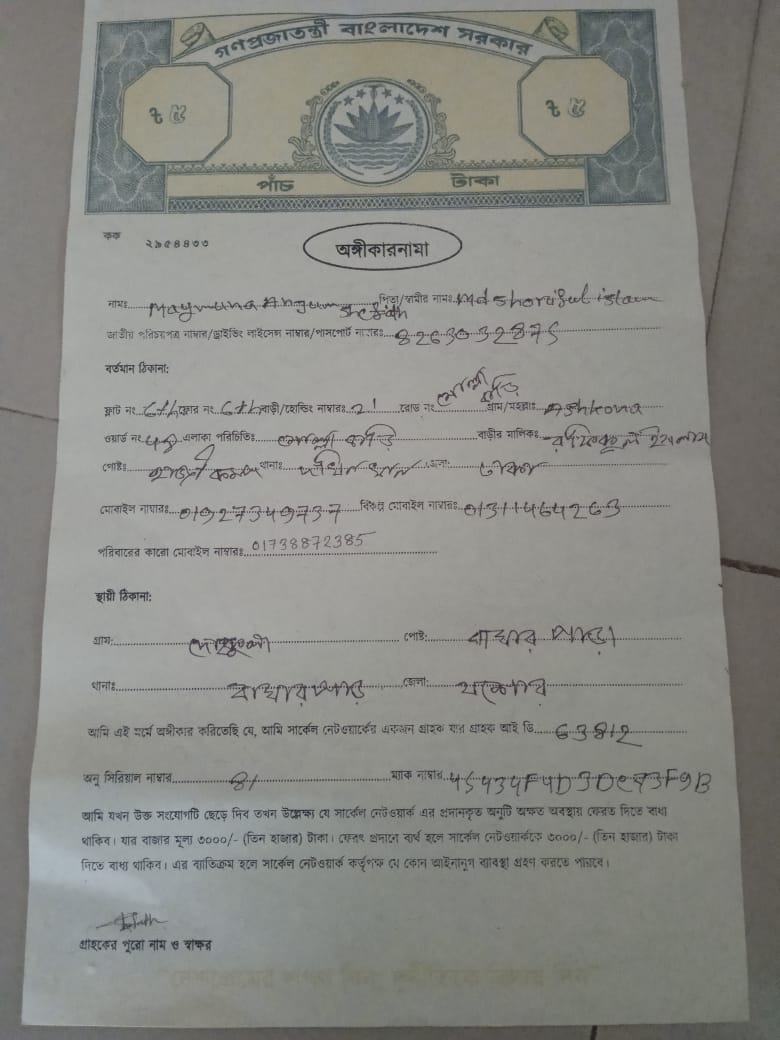 গণপ্রজাতন্ত্রী বাংলাদেশ সরকার
৳ ৫ ৳ ৫
পাঁচ টাকা
কক ২৯৫৪৪৩৩
অঙ্গীকারনামা
নামঃ পিতা/স্বামীর নামঃ Md Shoriful islam
জাতীয় পরিচয়পত্র নাম্বার/ড্রাইভিং লাইসেন্স নাম্বার/পাসপোর্ট নাম্বারঃ 8263032875
বর্তমান ঠিকানা:
ফ্লাট নং ফ্লোর নং বাড়ী/হোল্ডিং নাম্বারঃ 21 রোড নং মোল্লা বাড়ি গ্রাম/মহল্লাঃ Ashkona
ওয়ার্ড নং এলাকা পরিচিতিঃ মোল্লা বাড়ি বাড়ীর মালিকঃ ইসলাম
পোষ্টঃ থানাঃ জেলা: ঢাকা
মোবাইল নাম্বারঃ 01927349737 বিকল্প মোবাইল নাম্বারঃ 01311464263
পরিবারের কারো মোবাইল নাম্বারঃ 01738872385
স্থায়ী ঠিকানা:
গ্রাম: পোষ্ট: বাঘার পাড়া
থানাঃ জেলা: যশোর
আমি এই মর্মে অঙ্গীকার করিতেছি যে, আমি সার্কেল নেটওয়ার্কের একজন গ্রাহক যার গ্রাহক আই ডি 63812
অনু সিরিয়াল নাম্বার ম্যাক নাম্বার
আমি যখন উক্ত সংযোগটি ছেড়ে দিব তখন উল্লেক্ষ্য যে সার্কেল নেটওয়ার্ক এর প্রদানকৃত অনুটি অক্ষত অবস্থায় ফেরত দিতে বাধ্য
থাকিব। যার বাজার মূল্য ৩০০০/- (তিন হাজার) টাকা। ফেরৎ প্রদানে ব্যর্থ হলে সার্কেল নেটওয়ার্ককে ৩০০০/- (তিন হাজার) টাকা
দিতে বাধ্য থাকিব। এর ব্যতিক্রম হলে সার্কেল নেটওয়ার্ক কর্তৃপক্ষ যে কোন আইনানুগ ব্যবস্থা গ্রহণ করতে পারবে।
গ্রাহকের পুরো নাম ও স্বাক্ষর